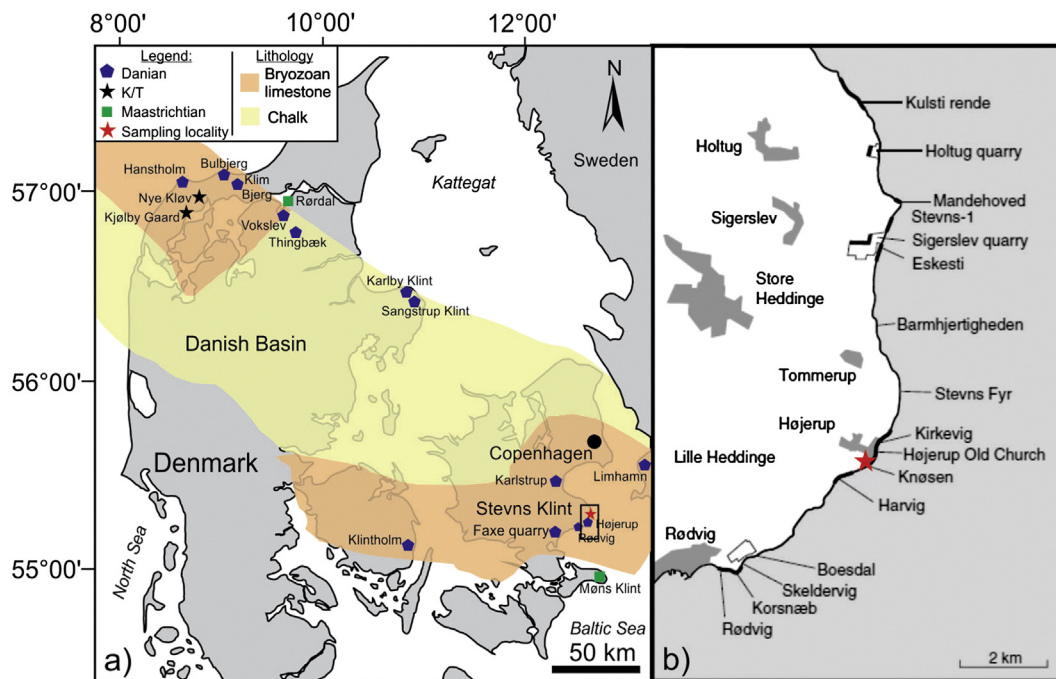 8°00'
10°00'
12°00'
Legend:
Danian
K/T
Maastrichtian
Sampling locality
Lithology
Bryozoan
limestone
Chalk
N
Sweden
Kattegat
57°00'
56°00'
55°00'
Hanstholm
Bulbjerg
Klim
Bjerg
Nye Kløv
Kjølby Gaard
Rørdal
Vokslev
Thingbæk
Karlby Klint
Sangstrup Klint
Danish Basin
Denmark
Copenhagen
Karlstrup
Limhamn
Stevns Klint
Højerup
Faxe quarry
Rødvig
Klintholm
Møns Klint
North Sea
Baltic Sea
50 km
a)
Kulsti rende
Holtug
Holtug quarry
Mandehoved
Sigerslev
Stevns-1
Sigerslev quarry
Eskesti
Store
Heddinge
Barmhjertigheden
Tommerup
Stevns Fyr
Højerup
Kirkevig
Lille Heddinge
Højerup Old Church
Knøsen
Harvig
Rødvig
Boesdal
Skeldervig
Korsnæb
Rødvig
b)
2 km